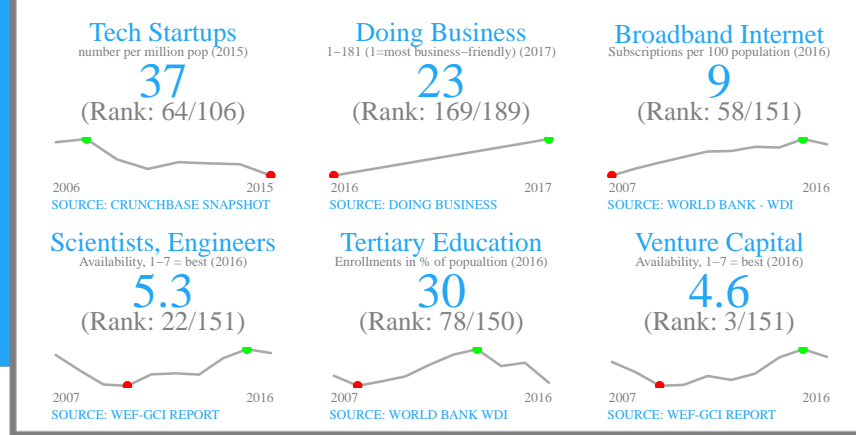 Tech Startups
number per million pop (2015)
37
(Rank: 64/106)
2006 2015
SOURCE: CRUNCHBASE SNAPSHOT
Doing Business
1–181 (1=most business–friendly) (2017)
23
(Rank: 169/189)
2016 2017
SOURCE: DOING BUSINESS
Broadband Internet
Subscriptions per 100 population (2016)
9
(Rank: 58/151)
2007 2016
SOURCE: WORLD BANK - WDI
Scientists, Engineers
Availability, 1–7 = best (2016)
5.3
(Rank: 22/151)
2007 2016
SOURCE: WEF-GCI REPORT
Tertiary Education
Enrollments in % of popualtion (2016)
30
(Rank: 78/150)
2007 2016
SOURCE: WORLD BANK WDI
Venture Capital
Availability, 1–7 = best (2016)
4.6
(Rank: 3/151)
2007 2016
SOURCE: WEF-GCI REPORT